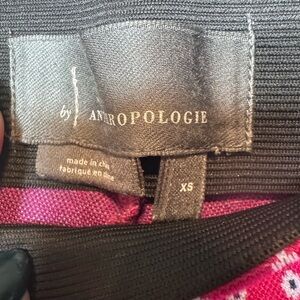 by ANTHROPOLOGIE
made in china
fabriqué en chine
XS